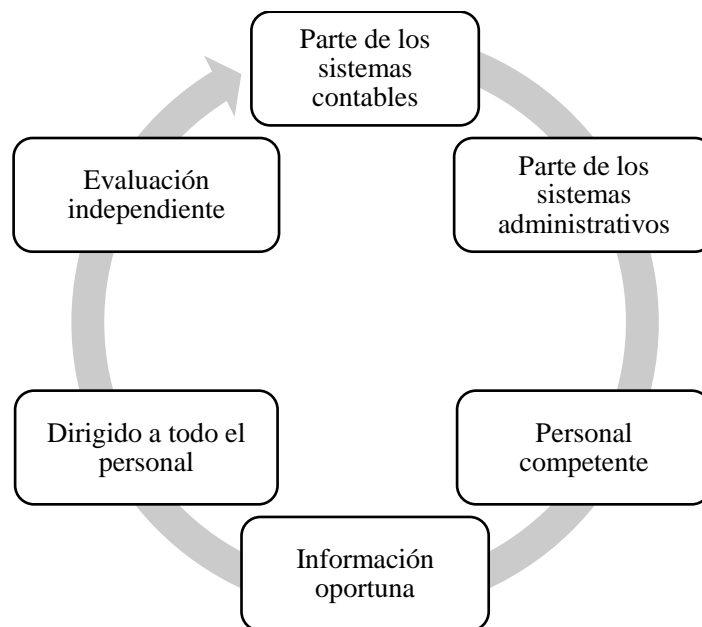 Parte de los
sistemas
contables
Parte de los
sistemas
administrativos
Personal
competente
Información
oportuna
Dirigido a todo el
personal
Evaluación
independiente